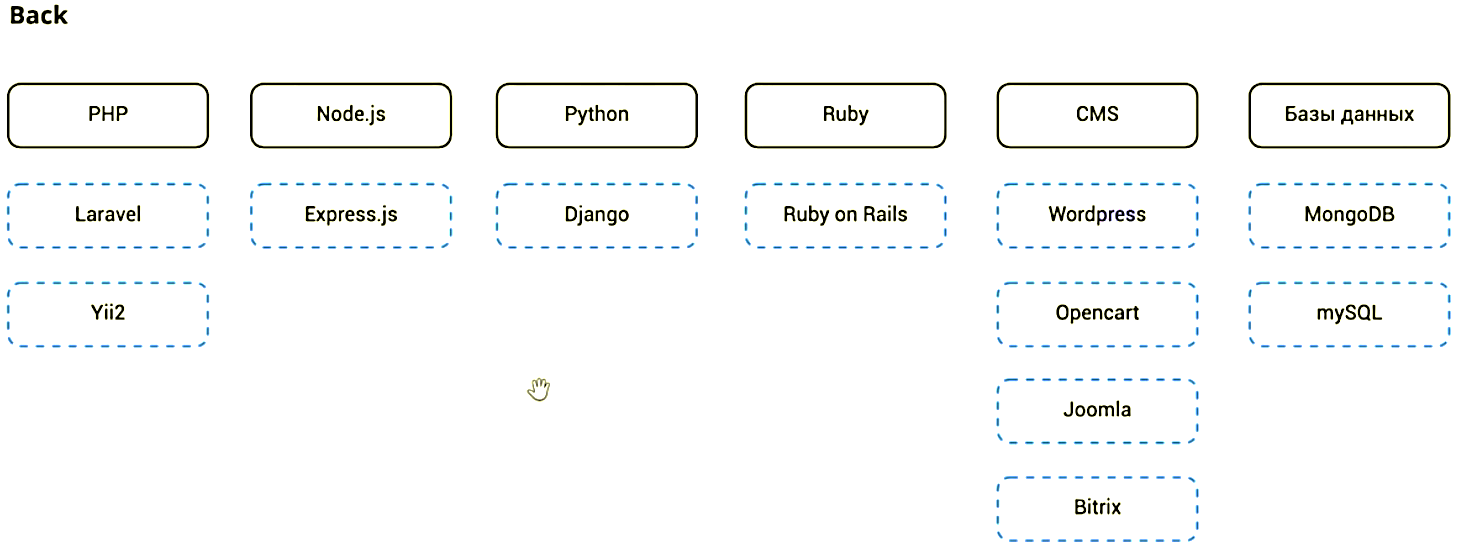 Back
PHP
Node.js
Python
Ruby
CMS
Базы данных
Laravel
Express.js
Django
Ruby on Rails
Wordpress
MongoDB
Yii2
Opencart
mySQL
Joomla
Bitrix